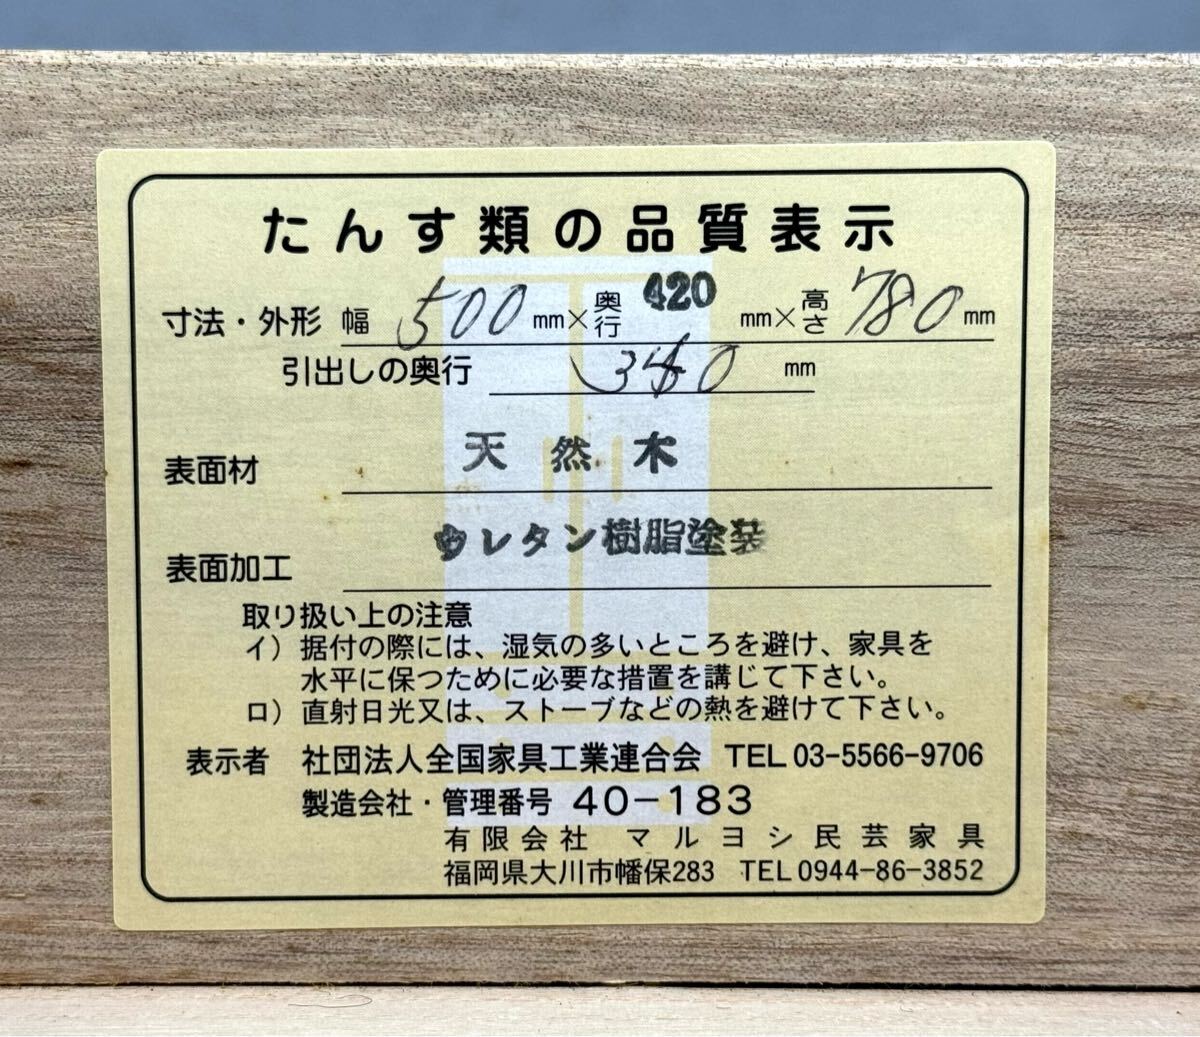 たんす類の品質表示
寸法・外形 幅 500 mm×奥行 420 mm×高さ 780 mm
引出しの奥行 mm
表面材 天然木
表面加工 ウレタン樹脂塗装
取り扱い上の注意
イ）据付の際には、湿気の多いところを避け、家具を
水平に保つために必要な措置を講じて下さい。
ロ）直射日光又は、ストーブなどの熱を避けて下さい。
表示者 社団法人全国家具工業連合会 TEL 03-5566-9706
製造会社・管理番号 40-183
有限会社 マルヨシ民芸家具
福岡県大川市幡保283 TEL 0944-86-3852